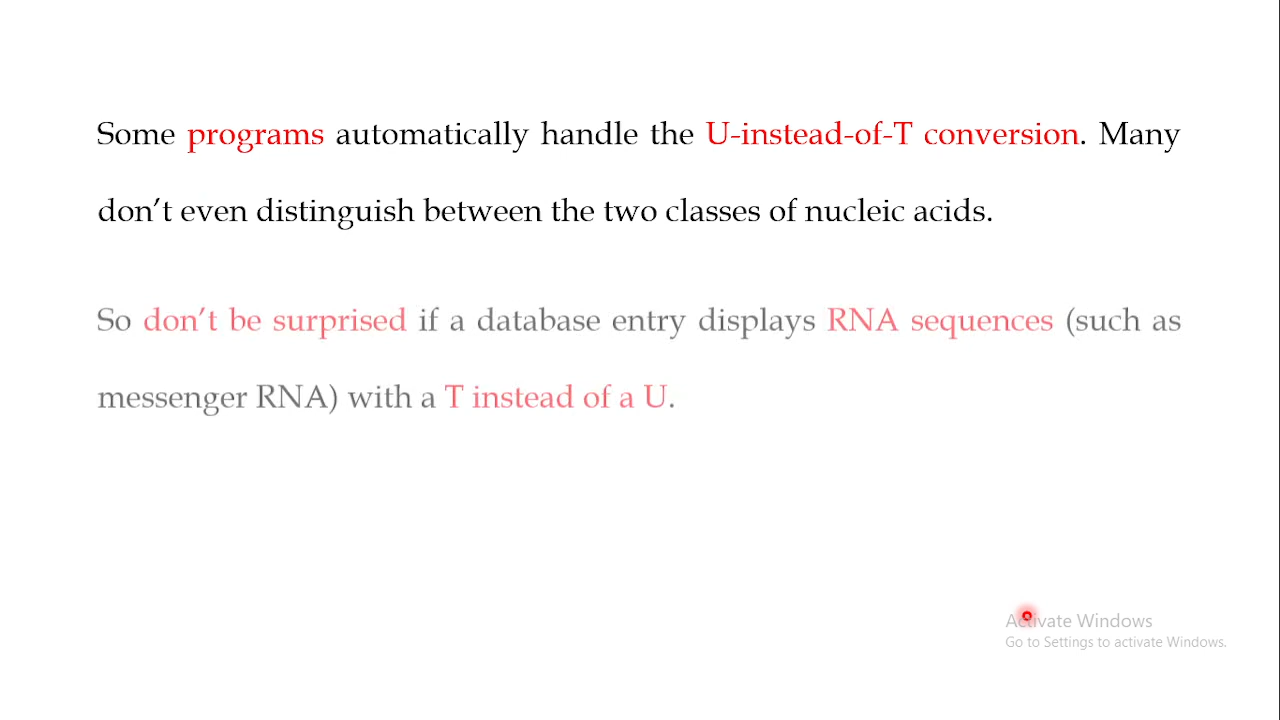 Some programs automatically handle the U-instead-of-T conversion. Many
don’t even distinguish between the two classes of nucleic acids.
So don’t be surprised if a database entry displays RNA sequences (such as
messenger RNA) with a T instead of a U.
Activate Windows
Go to Settings to activate Windows.